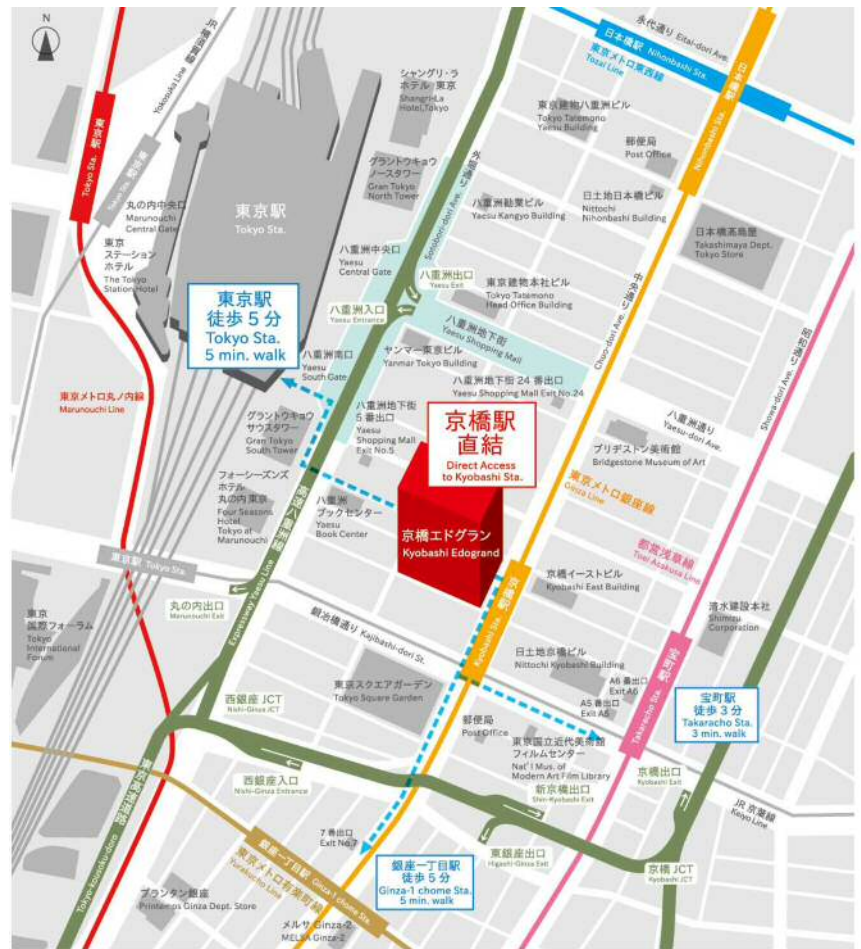 N
JR 横須賀線
Yokosuka Line
東京駅
Tokyo Sta.
東京駅
Tokyo Sta.
丸の内中央口
Marunouchi
Central Gate
東京
ステーション
ホテル
The Tokyo
Station Hotel
東京駅
Tokyo Sta.
シャングリ・ラ
ホテル 東京
Shangri-La
Hotel, Tokyo
グラントウキョウ
ノースタワー
Gran Tokyo
North Tower
八重洲中央口
Yaesu
Central Gate
外堀通り
Sotobori-dori Ave.
永代通り Eitai-dori Ave.
日本橋駅 Nihonbashi Sta.
東京メトロ東西線
Tozai Line
日本橋駅
Nihonbashi Sta.
東京建物八重洲ビル
Tokyo Tatemono
Yaesu Building
郵便局
Post Office
八重洲勧業ビル
Yaesu Kangyo Building
日土地日本橋ビル
Nittochi
Nihonbashi Building
日本橋髙島屋
Takashimaya Dept.
Tokyo Store
八重洲出口
Yaesu Exit
八重洲入口
Yaesu Entrance
東京建物本社ビル
Tokyo Tatemono
Head Office Building
中央通り
Chuo-dori Ave.
昭和通り
Showa-dori Ave.
八重洲地下街
Yaesu Shopping Mall
東京駅
徒歩 5 分
Tokyo Sta.
5 min. walk
八重洲南口
Yaesu
South Gate
ヤンマー東京ビル
Yanmar Tokyo Building
八重洲地下街 24 番出口
Yaesu Shopping Mall Exit No.24
八重洲通り
Yaesu-dori Ave.
東京メトロ丸ノ内線
Marunouchi Line
グラントウキョウ
サウスタワー
Gran Tokyo
South Tower
八重洲地下街
5 番出口
Yaesu
Shopping Mall
Exit No.5
京橋駅
直結
Direct Access
to Kyobashi Sta.
ブリヂストン美術館
Bridgestone Museum of Art
東京メトロ銀座線
Ginza Line
フォーシーズンズ
ホテル
丸の内 東京
Four Seasons
Hotel
Tokyo at
Marunouchi
高速八重洲線
Expressway Yaesu Line
八重洲
ブックセンター
Yaesu
Book Center
京橋エドグラン
Kyobashi Edogrand
都営浅草線
Toei Asakusa Line
東京駅 Tokyo Sta.
丸の内出口
Marunouchi Exit
東京
国際フォーラム
Tokyo
International
Forum
鍛冶橋通り Kajibashi-dori St.
京橋駅
Kyobashi Sta.
京橋イーストビル
Kyobashi East Building
清水建設本社
Shimizu
Corporation
日土地京橋ビル
Nittochi Kyobashi Building
宝町駅
Takaracho Sta.
A6 番出口
Exit A6
A5 番出口
Exit A5
宝町駅
徒歩 3 分
Takaracho Sta.
3 min. walk
東京スクエアガーデン
Tokyo Square Garden
西銀座 JCT
Nishi-Ginza JCT
郵便局
Post Office
東京国立近代美術館
フィルムセンター
Nat'l Mus. of
Modern Art Film Library
東京高速道路
Tokyo-kousoku-doro
西銀座入口
Nishi-Ginza Entrance
新京橋出口
Shin-Kyobashi Exit
京橋出口
Kyobashi Exit
JR 京葉線
Keiyo Line
7 番出口
Exit No.7
東銀座出口
Higashi-Ginza Exit
京橋 JCT
Kyobashi JCT
銀座一丁目駅 Ginza-1 chome Sta.
東京メトロ有楽町線
Yurakucho Line
銀座一丁目駅
徒歩 5 分
Ginza-1 chome Sta.
5 min. walk
プランタン銀座
Printemps Ginza Dept. Store
メルサ Ginza-2
MELSA Ginza-2